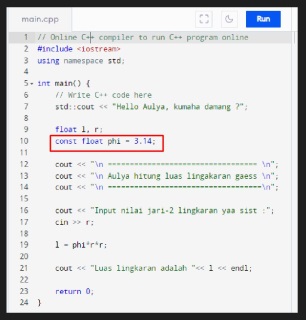 main.cpp
Run
1 // Online C++ compiler to run C++ program online
2 #include <iostream>
3 using namespace std;
4
5 int main() {
6 // Write C++ code here
7 std::cout << "Hello Aulya, kumaha damang ?";
8
9 float l, r;
10 const float phi = 3.14;
11
12 cout << "\n ================================== \n";
13 cout << "\n Aulya hitung luas lingakaran gaess \n";
14 cout << "\n ==================================\n";
15
16 cout << "Input nilai jari-2 lingkaran yaa sist :";
17 cin >> r;
18
19 l = phi*r*r;
20
21 cout << "Luas lingkaran adalah "<< l << endl;
22
23 return 0;
24 }